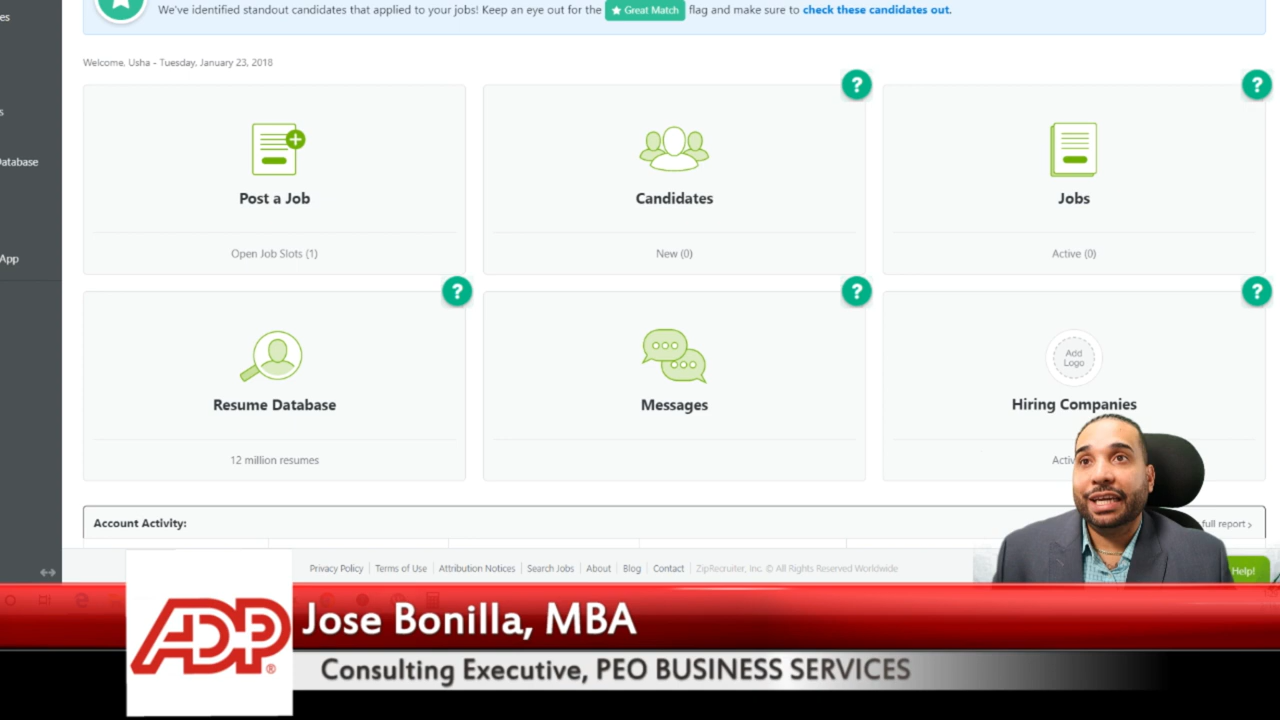 es
We've identified standout candidates that applied to your jobs! Keep an eye out for the ★ Great Match flag and make sure to check these candidates out.
Welcome, Usha - Tuesday, January 23, 2018
? ?
s
atabase
App
Post a Job Candidates Jobs
Open Job Slots (1) New (0) Active (0)
? ? ?
Add
Logo
Resume Database Messages Hiring Companies
12 million resumes Activ
Account Activity: full report >
Privacy Policy | Terms of Use | Attribution Notices | Search Jobs | About | Blog | Contact | ZipRecruiter, Inc. © All Rights Reserved Worldwide
Help!
ADP®
Jose Bonilla, MBA
Consulting Executive, PEO BUSINESS SERVICES